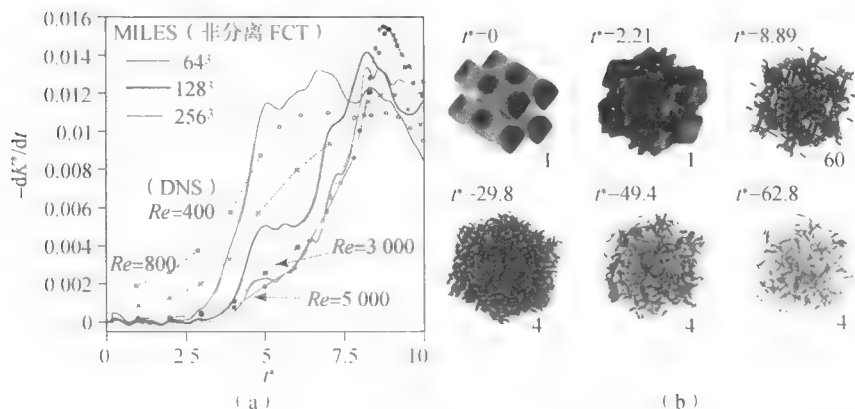 0.016
0.014
0.012
0.01
0.008
0.006
0.004
0.002
0
−dK*/dt
MILES（非分离FCT）
64³
128³
256³
（DNS）
Re=400
Re=800
Re=3 000
Re=5 000
0 2.5 5 7.5 10
t*
（a）
t*=0
1
t*=2.21
1
t*=8.89
60
t*-29.8
4
t*−49.4
4
t*−62.8
4
（b）